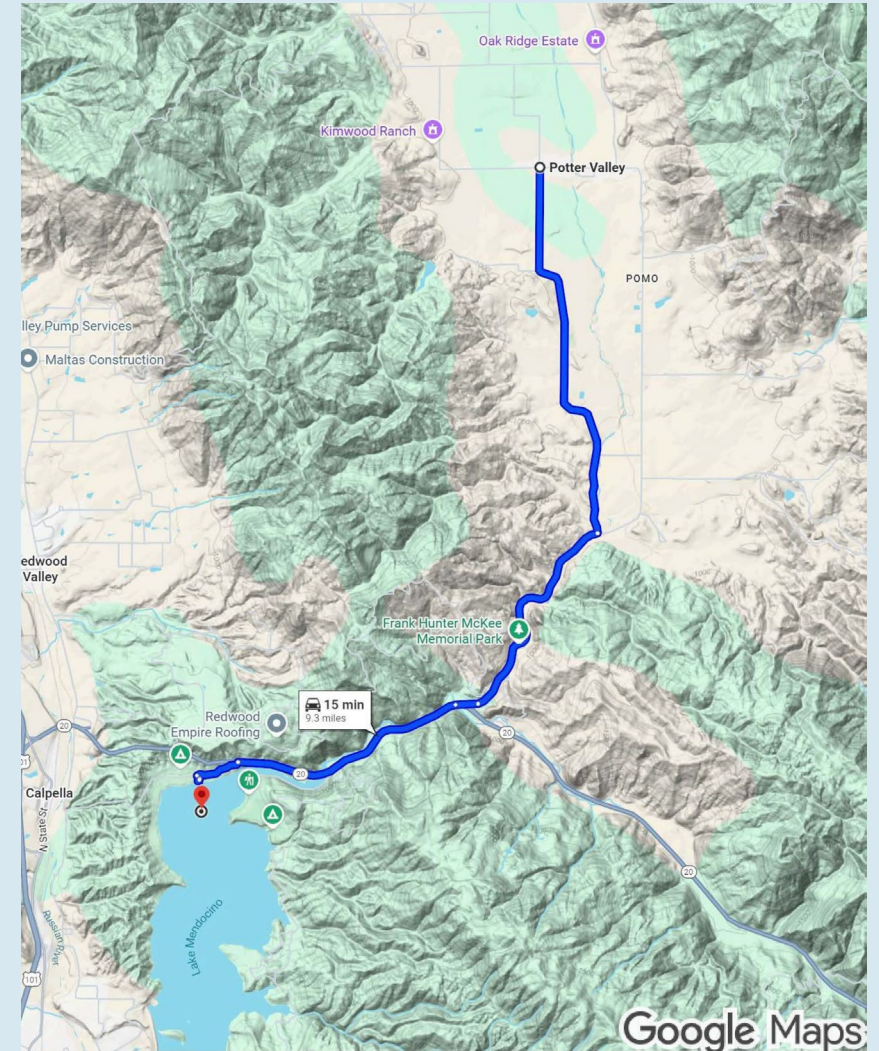 Oak Ridge Estate
Kimwood Ranch
Potter Valley
1000
POMO
lley Pump Services
Maltas Construction
edwood
Valley
Frank Hunter McKee
Memorial Park
15 min
9.3 miles
Redwood
Empire Roofing
20
20
20
20
01
Calpella
N State St
Lake Mendocino
Russian River
101
Google Maps